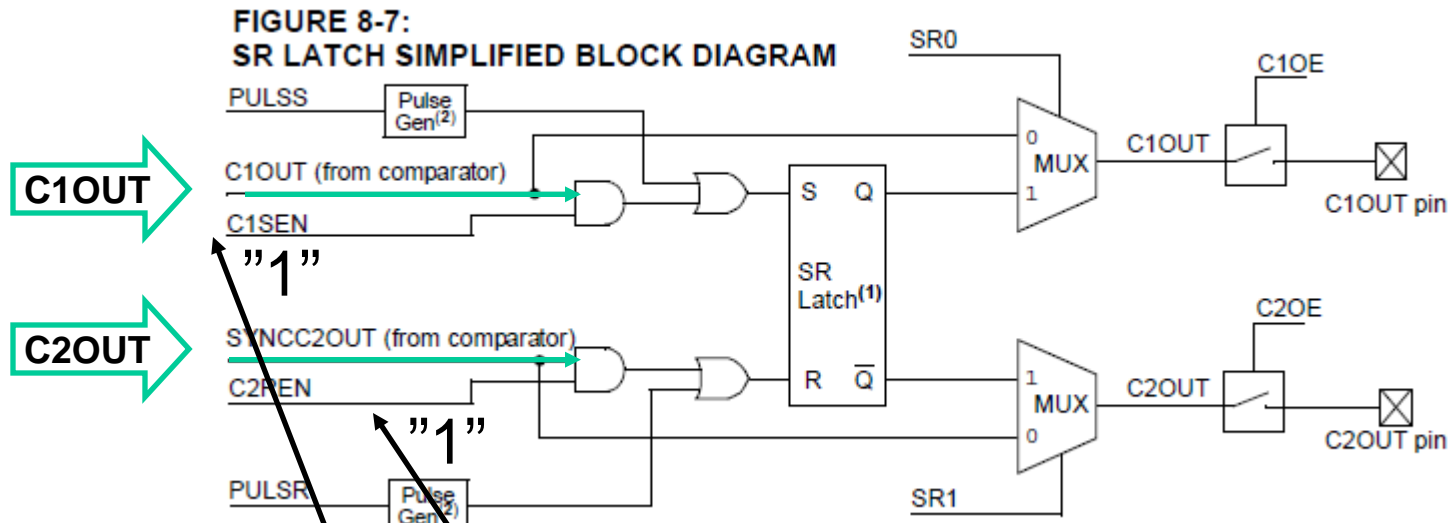 FIGURE 8-7:
SR LATCH SIMPLIFIED BLOCK DIAGRAM
SR0
C1OE
PULSS
Pulse
Gen(2)
0
MUX
1
C1OUT
C1OUT pin
C1OUT
C1OUT (from comparator)
C1SEN
"1"
S Q
SR
Latch(1)
R Q̅
C2OUT
SYNCC2OUT (from comparator)
C2REN
"1"
C2OE
1
MUX
0
C2OUT
C2OUT pin
PULSR
Pulse
Gen(2)
SR1